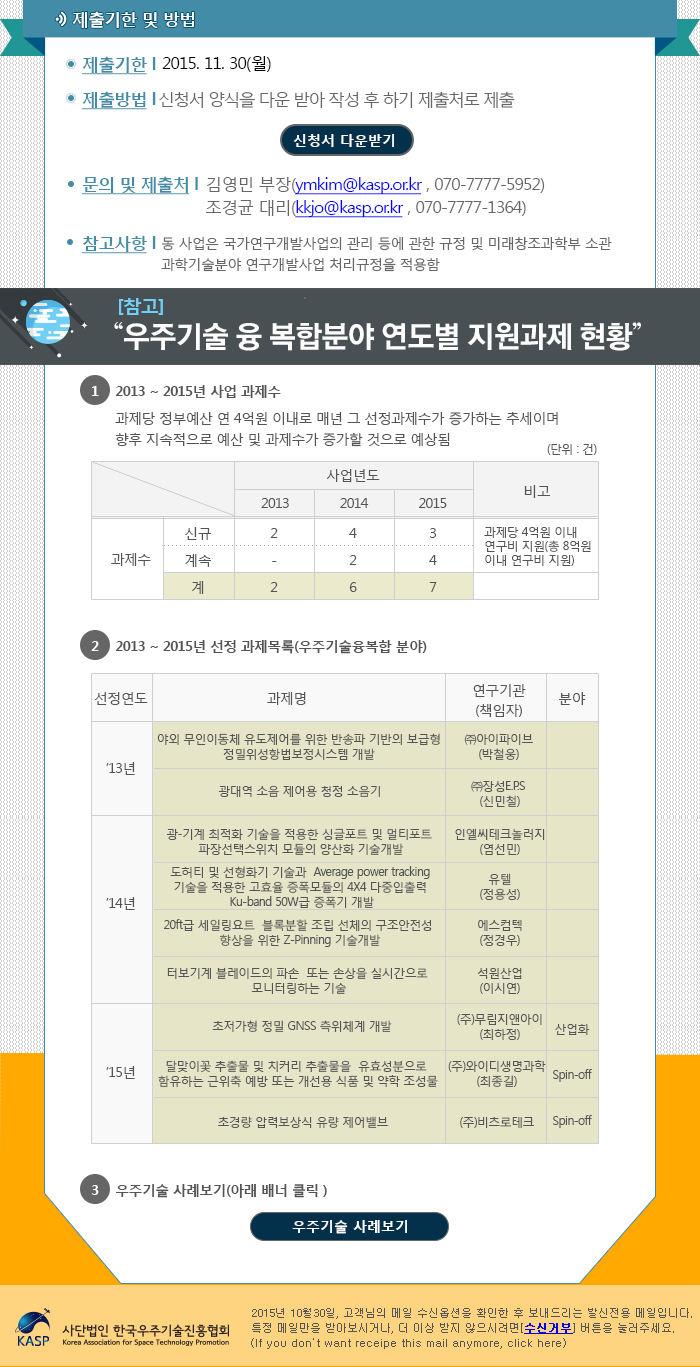 제출기한 및 방법
제출기한 | 2015. 11. 30(월)
제출방법 | 신청서 양식을 다운 받아 작성 후 하기 제출처로 제출
신청서 다운받기
문의 및 제출처 | 김영민 부장(ymkim@kasp.or.kr , 070-7777-5952)
조경균 대리(kkjo@kasp.or.kr , 070-7777-1364)
참고사항 | 동 사업은 국가연구개발사업의 관리 등에 관한 규정 및 미래창조과학부 소관
과학기술분야 연구개발사업 처리규정을 적용함
[참고]
“우주기술 융 복합분야 연도별 지원과제 현황”
1 2013 ~ 2015년 사업 과제수
과제당 정부예산 연 4억원 이내로 매년 그 선정과제수가 증가하는 추세이며
향후 지속적으로 예산 및 과제수가 증가할 것으로 예상됨
(단위 : 건)
사업년도 비고
2013 2014 2015
과제수
신규 2 4 3
계속 - 2 4
계 2 6 7
과제당 4억원 이내
연구비 지원(총 8억원
이내 연구비 지원)
2 2013 ~ 2015년 선정 과제목록(우주기술융복합 분야)
선정연도 과제명 연구기관
(책임자) 분야
'13년
야외 무인이동체 유도제어를 위한 반송파 기반의 보급형 ㈜아이파이브
정밀위성항법보정시스템 개발 (박철웅)
광대역 소음 제어용 청정 소음기 ㈜장성E.P.S
(신민철)
'14년
광-기계 최적화 기술을 적용한 싱글포트 및 멀티포트 인엘씨테크놀러지
파장선택스위치 모듈의 양산화 기술개발 (염선민)
도허티 및 선형화기 기술과 Average power tracking
기술을 적용한 고효율 증폭모듈의 4X4 다중입출력 유텔
Ku-band 50W급 증폭기 개발 (정용성)
20ft급 세일링요트 블록분할 조립 선체의 구조안전성 에스컴텍
향상을 위한 Z-Pinning 기술개발 (정경우)
터보기계 블레이드의 파손 또는 손상을 실시간으로 석원산업
모니터링하는 기술 (이시연)
'15년
초저가형 정밀 GNSS 측위체계 개발 (주)무림지앤아이 산업화
(최하정)
달맞이꽃 추출물 및 치커리 추출물을 유효성분으로 (주)와이디생명과학 Spin-off
함유하는 근위축 예방 또는 개선용 식품 및 약학 조성물 (최종길)
초경량 압력보상식 유량 제어밸브 (주)비츠로테크 Spin-off
3 우주기술 사례보기(아래 배너 클릭 )
우주기술 사례보기
KASP
사단법인 한국우주기술진흥협회
Korea Association for Space Technology Promotion
2015년 10월30일, 고객님의 메일 수신옵션을 확인한 후 보내드리는 발신전용 메일입니다.
특정 메일만을 받아보시거나, 더 이상 받지 않으시려면[수신거부] 버튼을 눌러주세요.
(If you don't want receipe this mail anymore, click here)